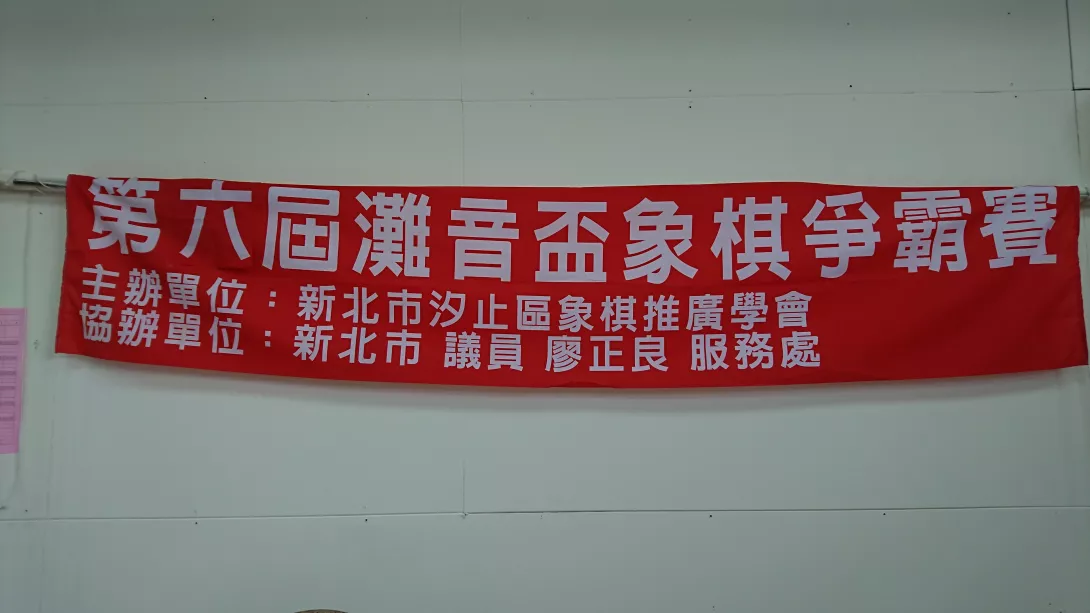 第六屆灘音盃象棋爭霸賽
主辦單位：新北市汐止區象棋推廣學會
協辦單位：新北市 議員 廖正良 服務處